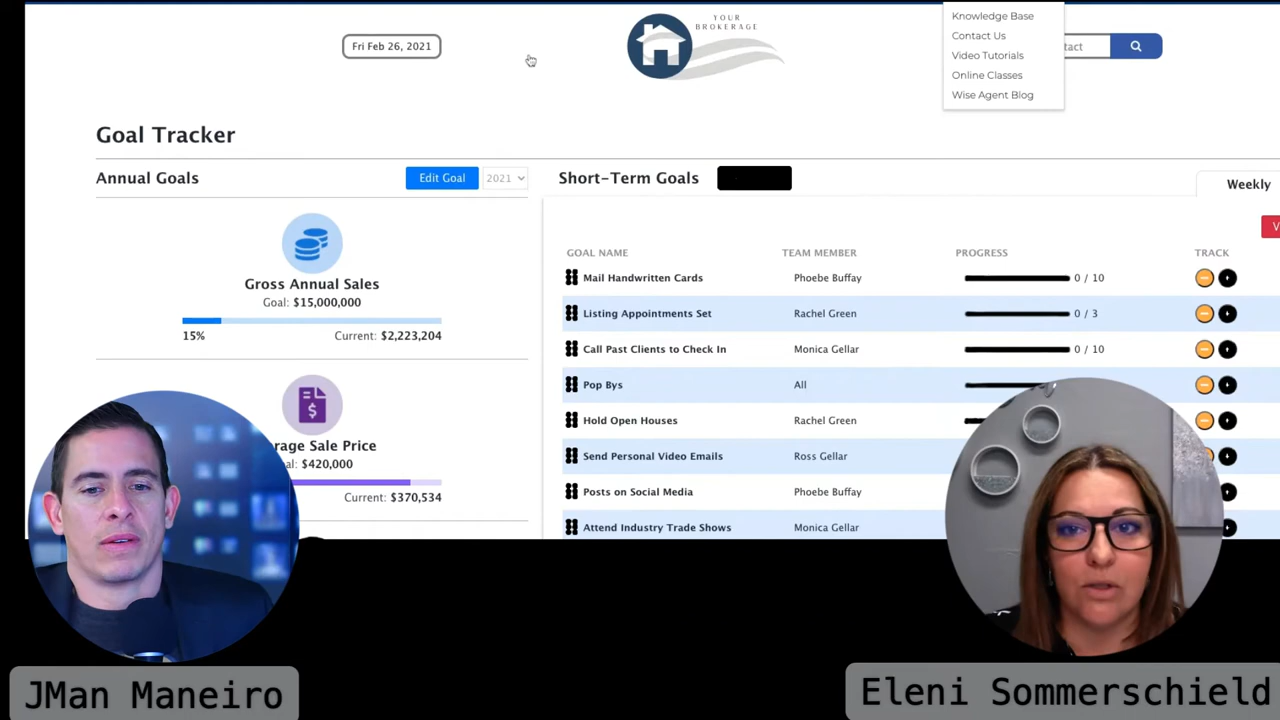 Knowledge Base
Contact Us
Video Tutorials
Online Classes
Wise Agent Blog
Fri Feb 26, 2021
YOUR
BROKERAGE
tact
Goal Tracker
Annual Goals
Edit Goal
2021
Gross Annual Sales
Goal: $15,000,000
15%
Current: $2,223,204
rage Sale Price
al: $420,000
Current: $370,534
Short-Term Goals
Weekly
V
GOAL NAME TEAM MEMBER PROGRESS TRACK
Mail Handwritten Cards Phoebe Buffay 0 / 10
Listing Appointments Set Rachel Green 0 / 3
Call Past Clients to Check In Monica Gellar 0 / 10
Pop Bys All
Hold Open Houses Rachel Green
Send Personal Video Emails Ross Gellar
Posts on Social Media Phoebe Buffay
Attend Industry Trade Shows Monica Gellar
JMan Maneiro
Eleni Sommerschield